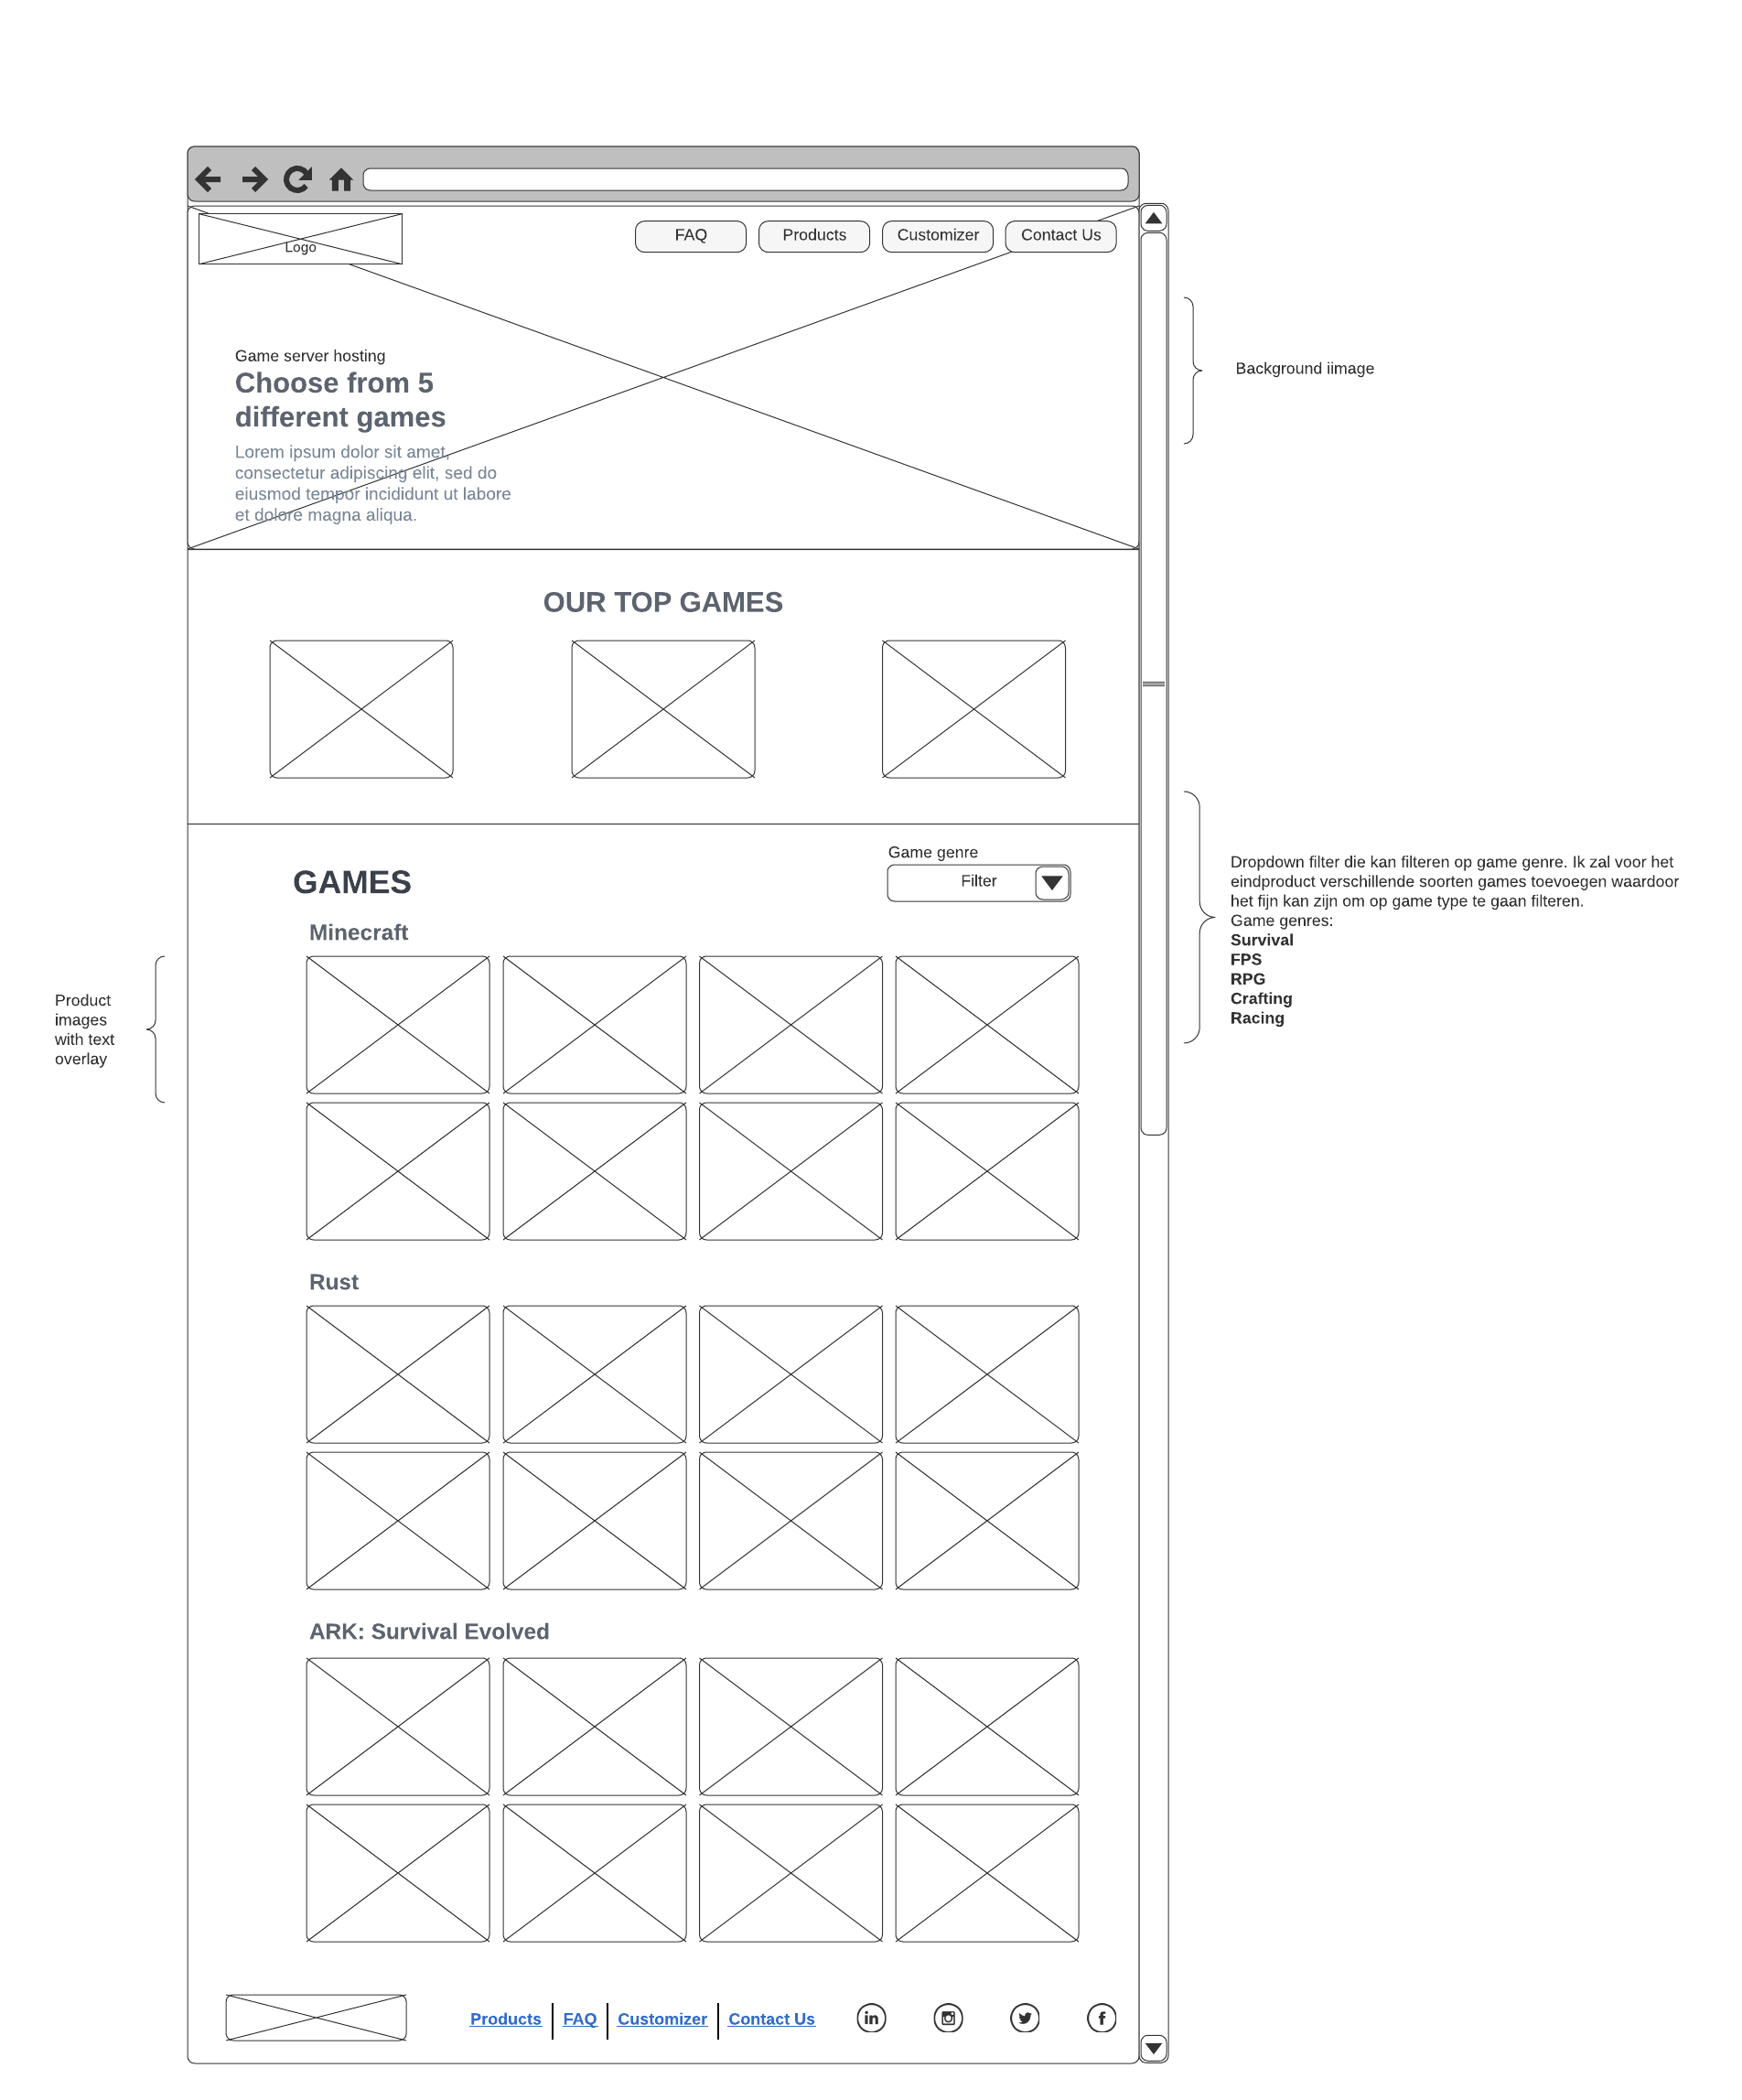 Logo
FAQ
Products
Customizer
Contact Us
Game server hosting
Choose from 5
different games
Lorem ipsum dolor sit amet,
consectetur adipiscing elit, sed do
eiusmod tempor incididunt ut labore
et dolore magna aliqua.
Background iimage
OUR TOP GAMES
Game genre
Filter
GAMES
Dropdown filter die kan filteren op game genre. Ik zal voor het
eindproduct verschillende soorten games toevoegen waardoor
het fijn kan zijn om op game type te gaan filteren.
Game genres:
Survival
FPS
RPG
Crafting
Racing
Minecraft
Product
images
with text
overlay
Rust
ARK: Survival Evolved
Products
FAQ
Customizer
Contact Us